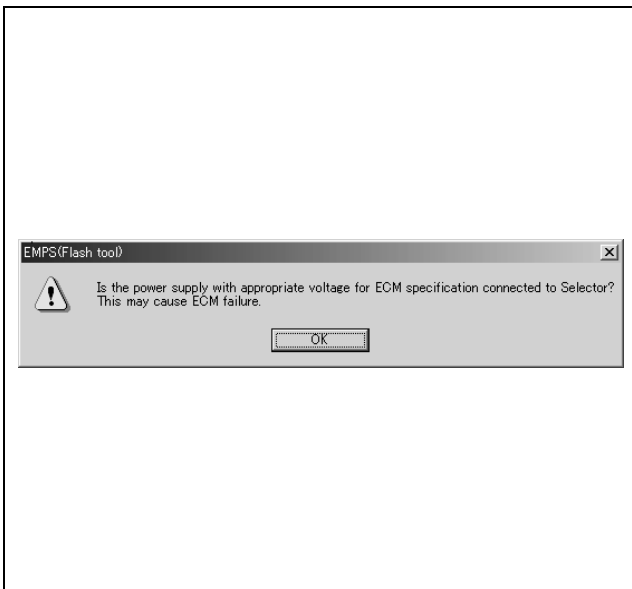 EMPS(Flash tool)
Is the power supply with appropriate voltage for ECM specification connected to Selector?
This may cause ECM failure.
OK